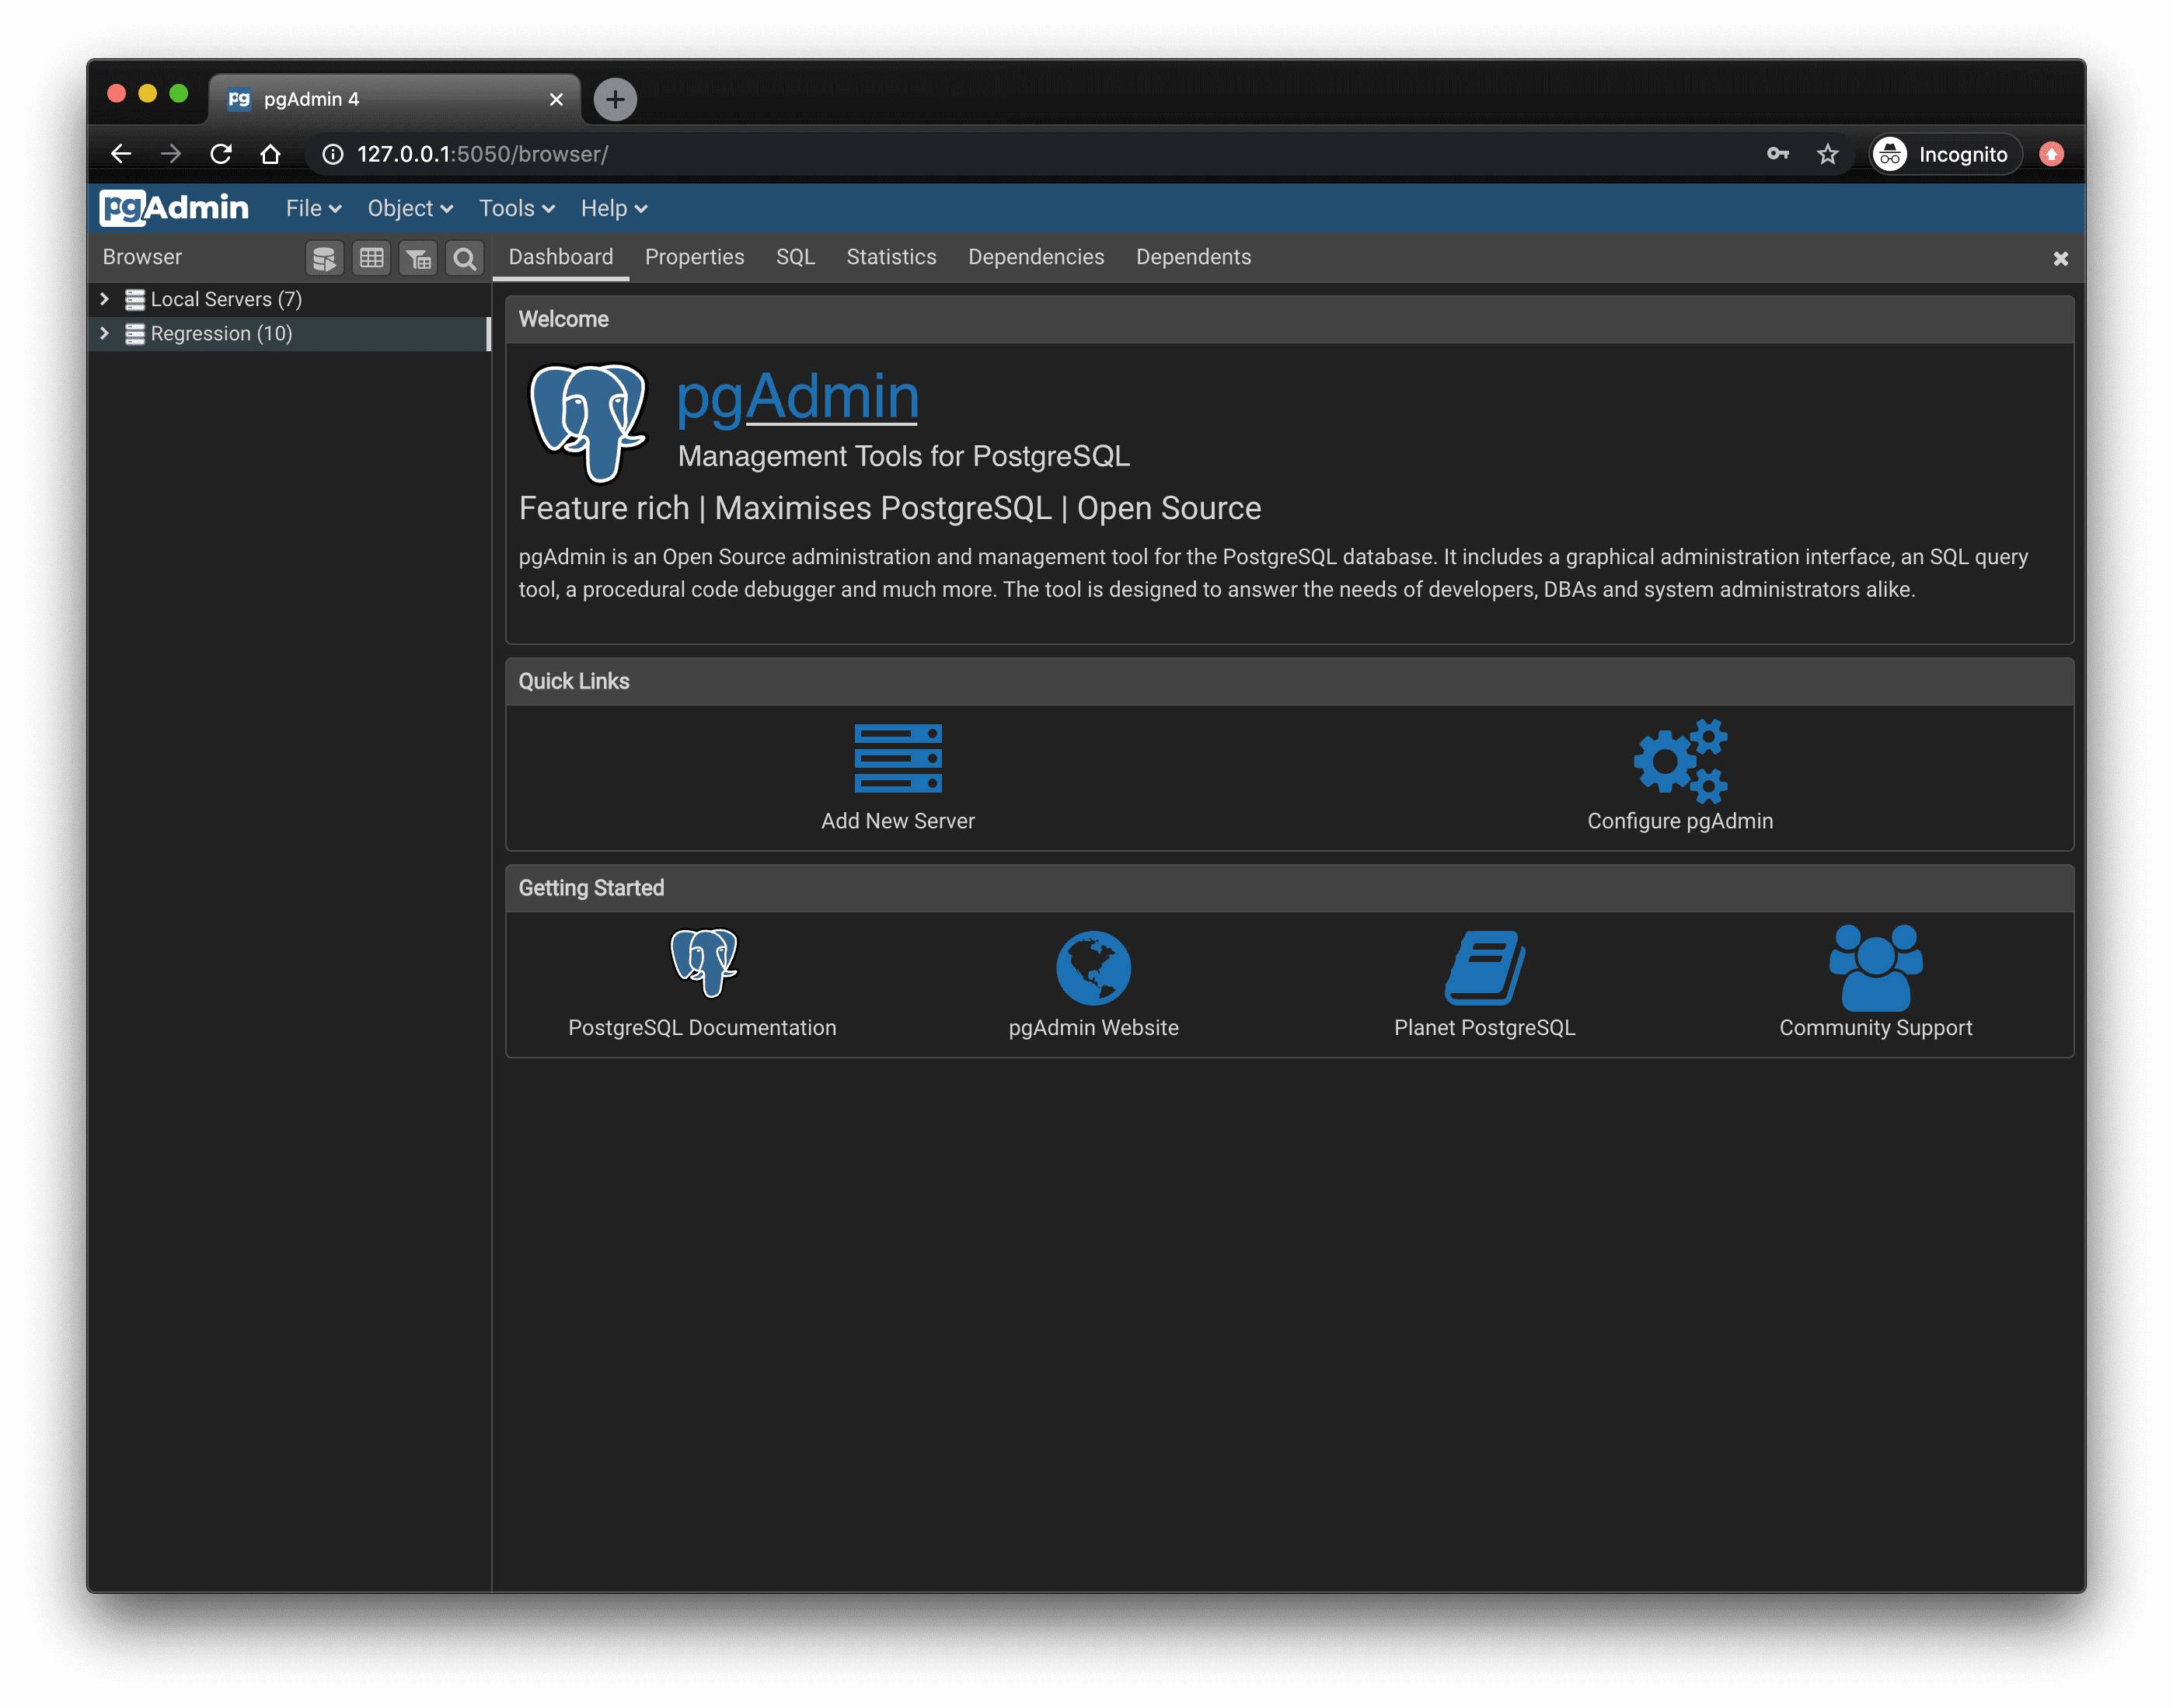 pg pgAdmin 4
127.0.0.1:5050/browser/
Incognito
pgAdmin File Object Tools Help
Browser
Dashboard Properties SQL Statistics Dependencies Dependents
Local Servers (7)
Regression (10)
Welcome
pgAdmin
Management Tools for PostgreSQL
Feature rich | Maximises PostgreSQL | Open Source
pgAdmin is an Open Source administration and management tool for the PostgreSQL database. It includes a graphical administration interface, an SQL query
tool, a procedural code debugger and much more. The tool is designed to answer the needs of developers, DBAs and system administrators alike.
Quick Links
Add New Server
Configure pgAdmin
Getting Started
PostgreSQL Documentation
pgAdmin Website
Planet PostgreSQL
Community Support